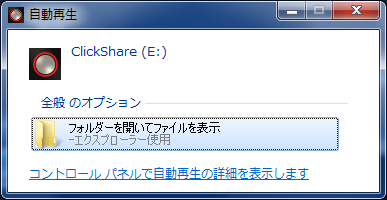 自動再生
ClickShare (E:)
全般 のオプション
フォルダーを開いてファイルを表示
-エクスプローラー使用
コントロール パネルで自動再生の詳細を表示します